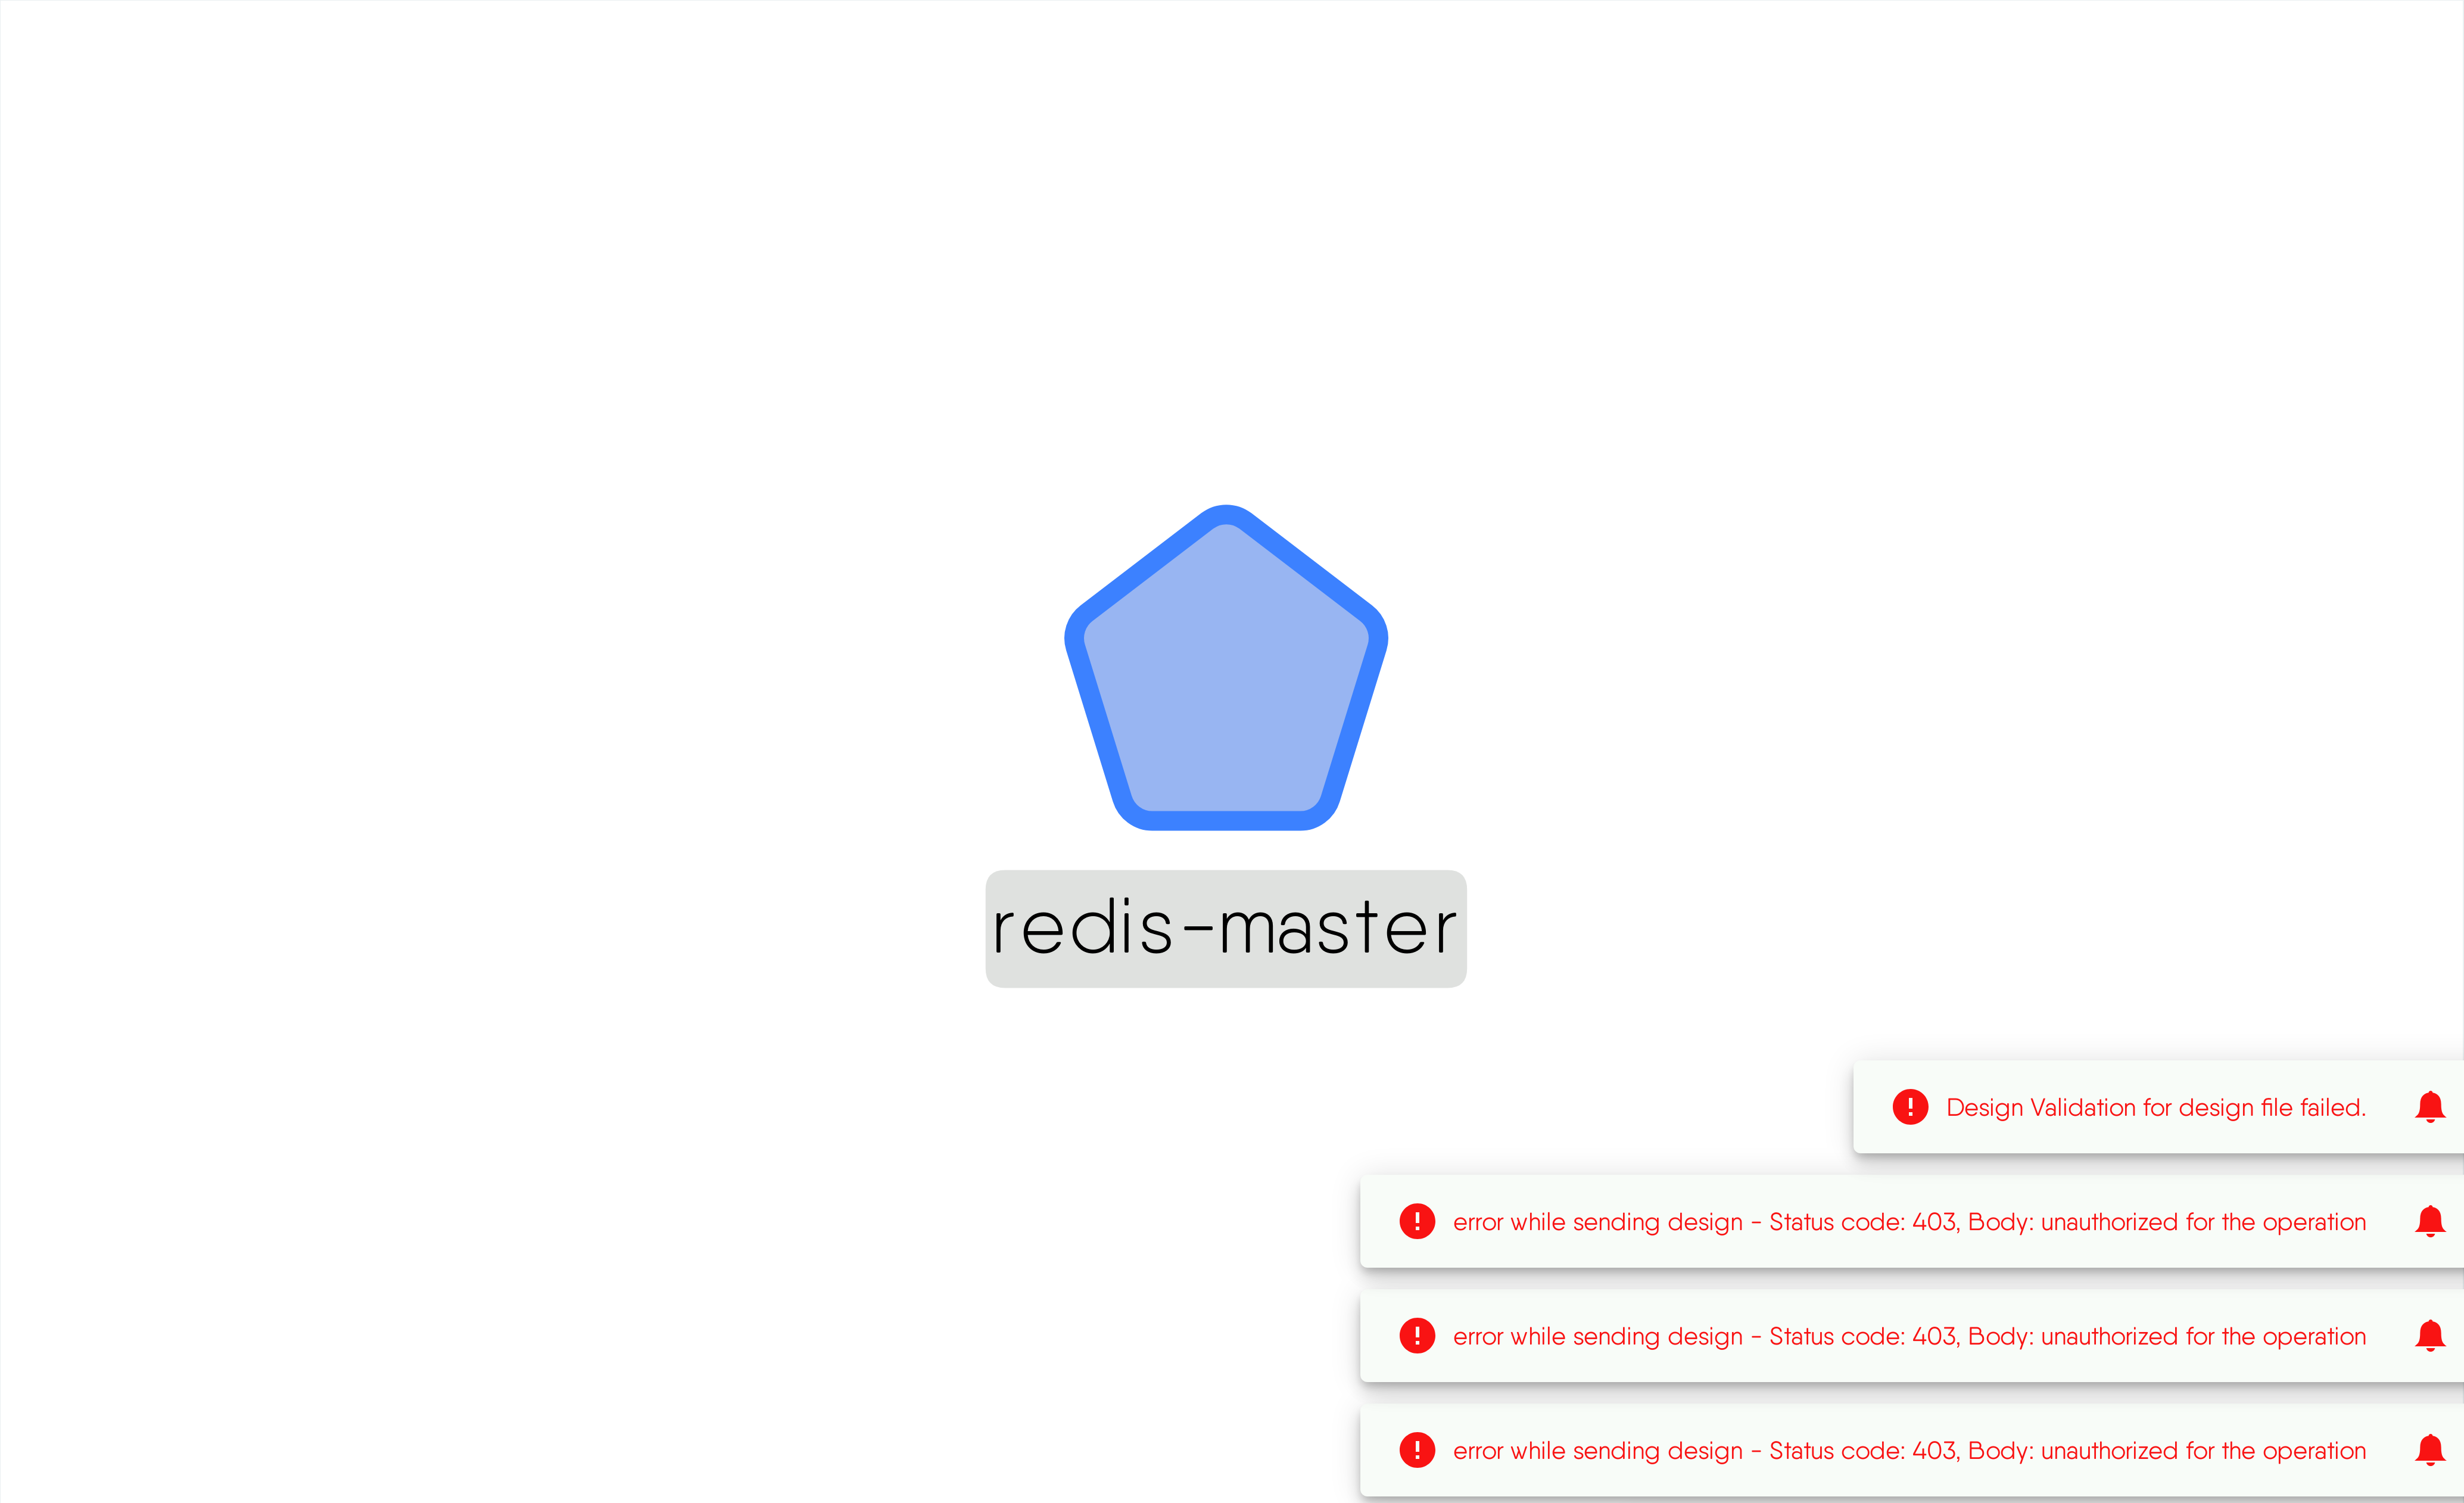 redis-master
Design Validation for design file failed.
error while sending design - Status code: 403, Body: unauthorized for the operation
error while sending design - Status code: 403, Body: unauthorized for the operation
error while sending design - Status code: 403, Body: unauthorized for the operation